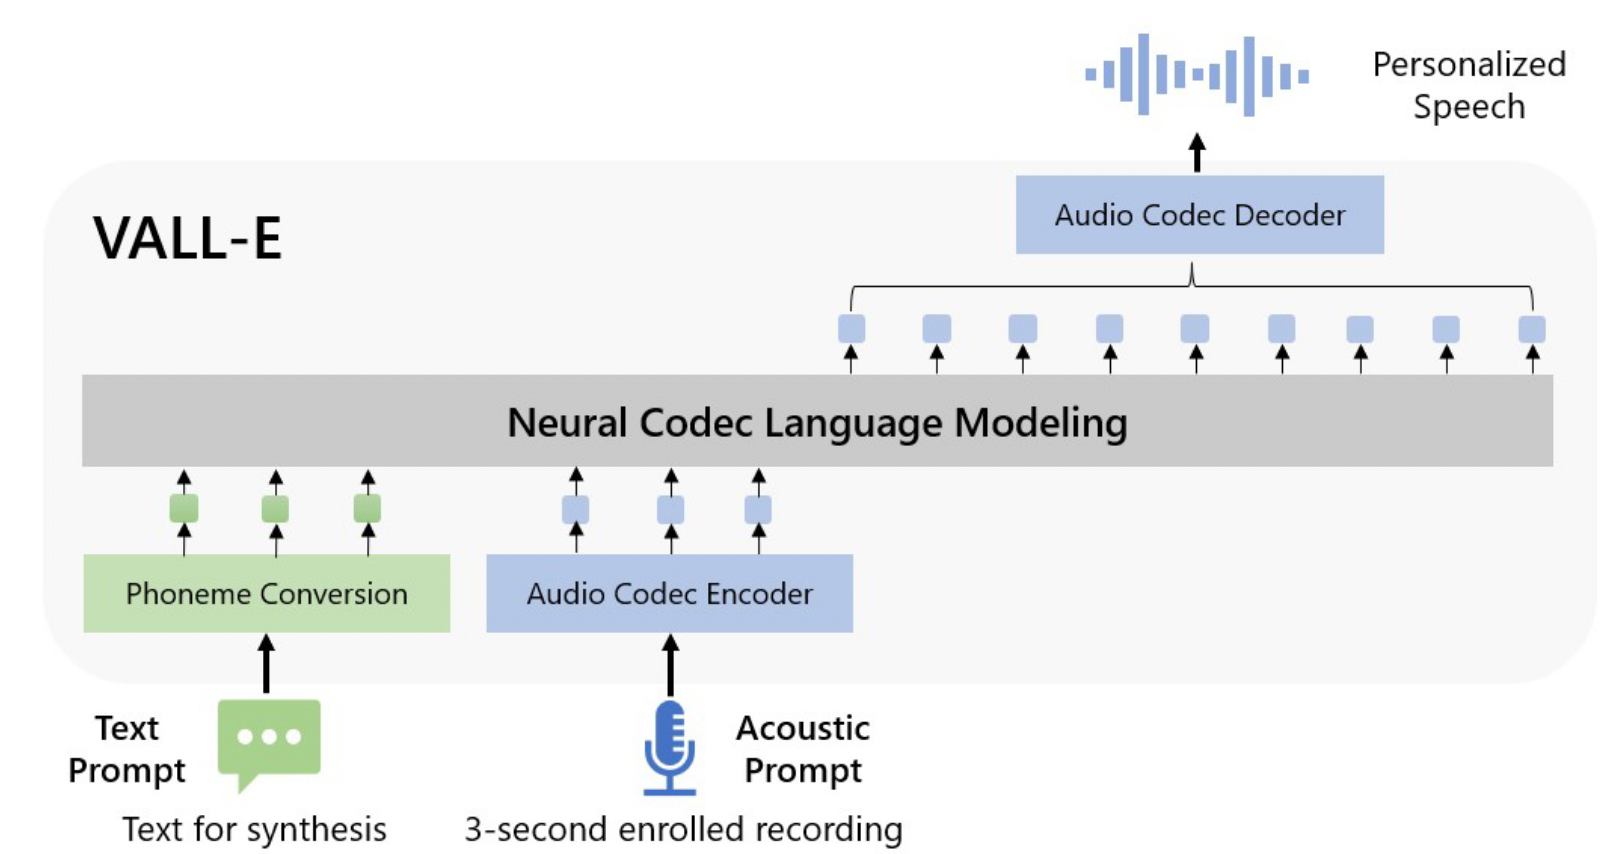 Personalized
Speech
Audio Codec Decoder
VALL-E
Neural Codec Language Modeling
Phoneme Conversion
Audio Codec Encoder
Text
Prompt
Acoustic
Prompt
Text for synthesis
3-second enrolled recording